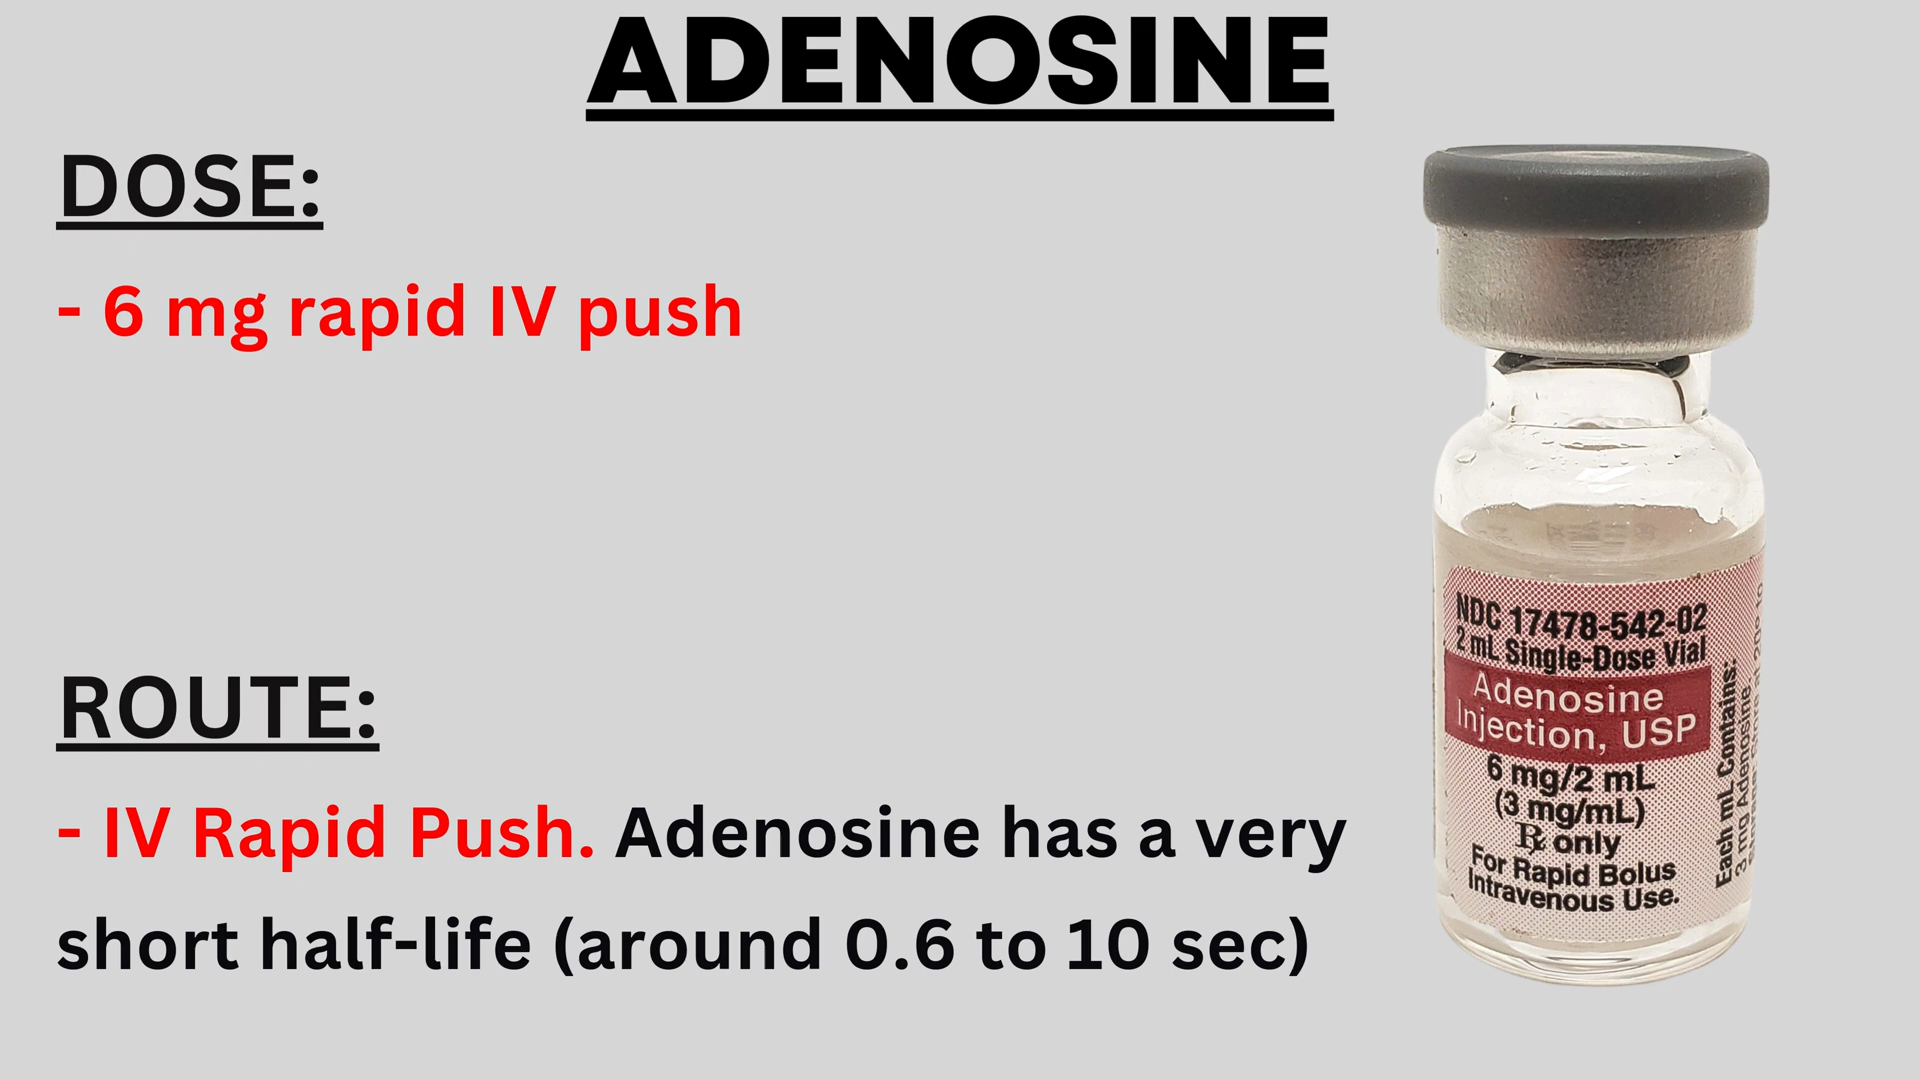 ADENOSINE
DOSE:
- 6 mg rapid IV push
ROUTE:
- IV Rapid Push. Adenosine has a very
short half-life (around 0.6 to 10 sec)
NDC 17478-542-02
2 mL Single-Dose Vial
Adenosine
Injection, USP
6 mg/2 mL
(3 mg/mL)
℞ only
For Rapid Bolus
Intravenous Use.
Each mL Contains:
3 mg Adenosine